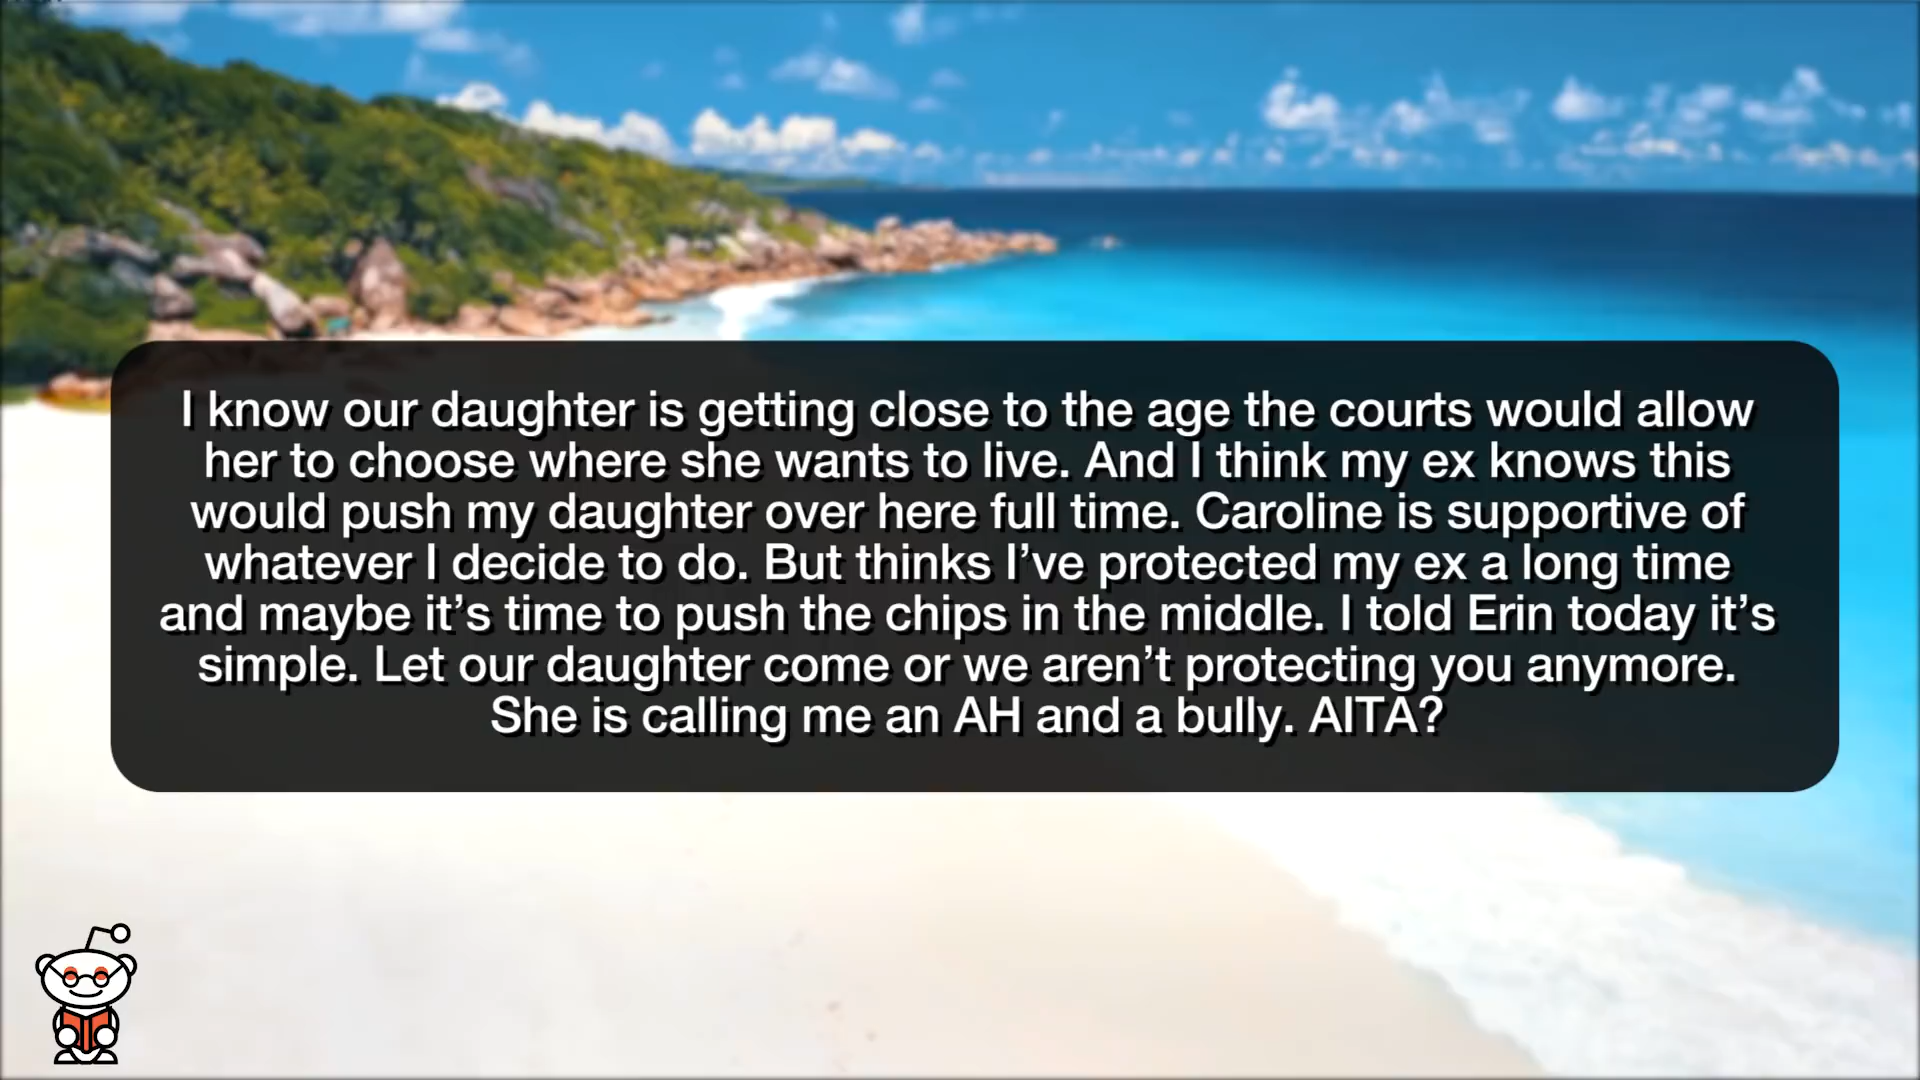 I know our daughter is getting close to the age the courts would allow
her to choose where she wants to live. And I think my ex knows this
would push my daughter over here full time. Caroline is supportive of
whatever I decide to do. But thinks I’ve protected my ex a long time
and maybe it’s time to push the chips in the middle. I told Erin today it’s
simple. Let our daughter come or we aren’t protecting you anymore.
She is calling me an AH and a bully. AITA?